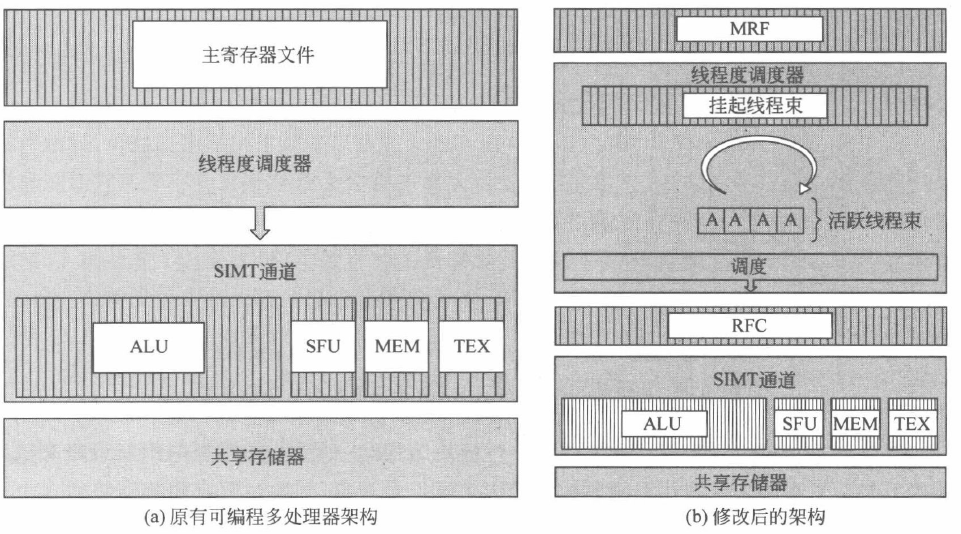 主寄存器文件
线程度调度器
SIMT通道
ALU
SFU
MEM
TEX
共享存储器
(a) 原有可编程多处理器架构
MRF
线程度调度器
挂起线程束
A A A A
活跃线程束
调度
RFC
SIMT通道
ALU
SFU
MEM
TEX
共享存储器
(b) 修改后的架构